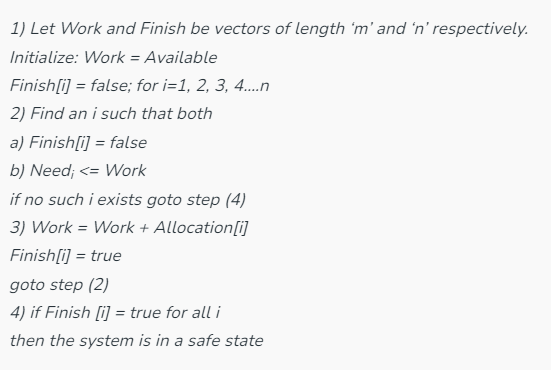 1) Let Work and Finish be vectors of length ‘m’ and ‘n’ respectively.
Initialize: Work = Available
Finish[i] = false; for i=1, 2, 3, 4....n
2) Find an i such that both
a) Finish[i] = false
b) Needᵢ <= Work
if no such i exists goto step (4)
3) Work = Work + Allocation[i]
Finish[i] = true
goto step (2)
4) if Finish [i] = true for all i
then the system is in a safe state